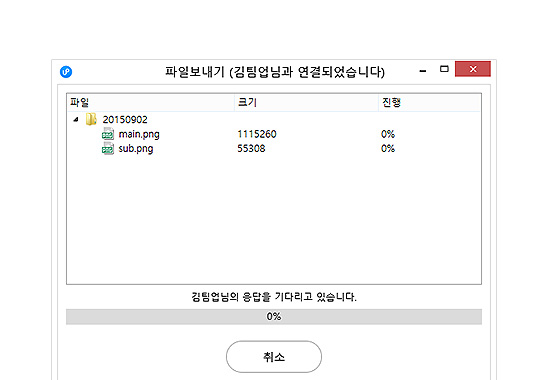 파일보내기 (김팀업님과 연결되었습니다)
파일 크기 진행
20150902
main.png 1115260 0%
sub.png 55308 0%
김팀업님의 응답을 기다리고 있습니다.
0%
취소